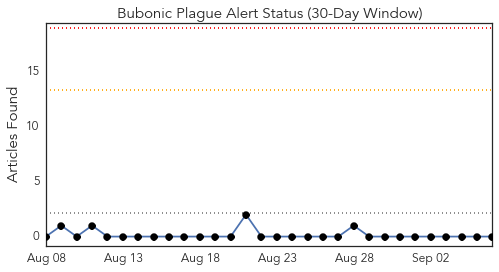 Bubonic Plague Alert Status (30-Day Window)
Articles Found
15
10
5
0
Aug 08 Aug 13 Aug 18 Aug 23 Aug 28 Sep 02